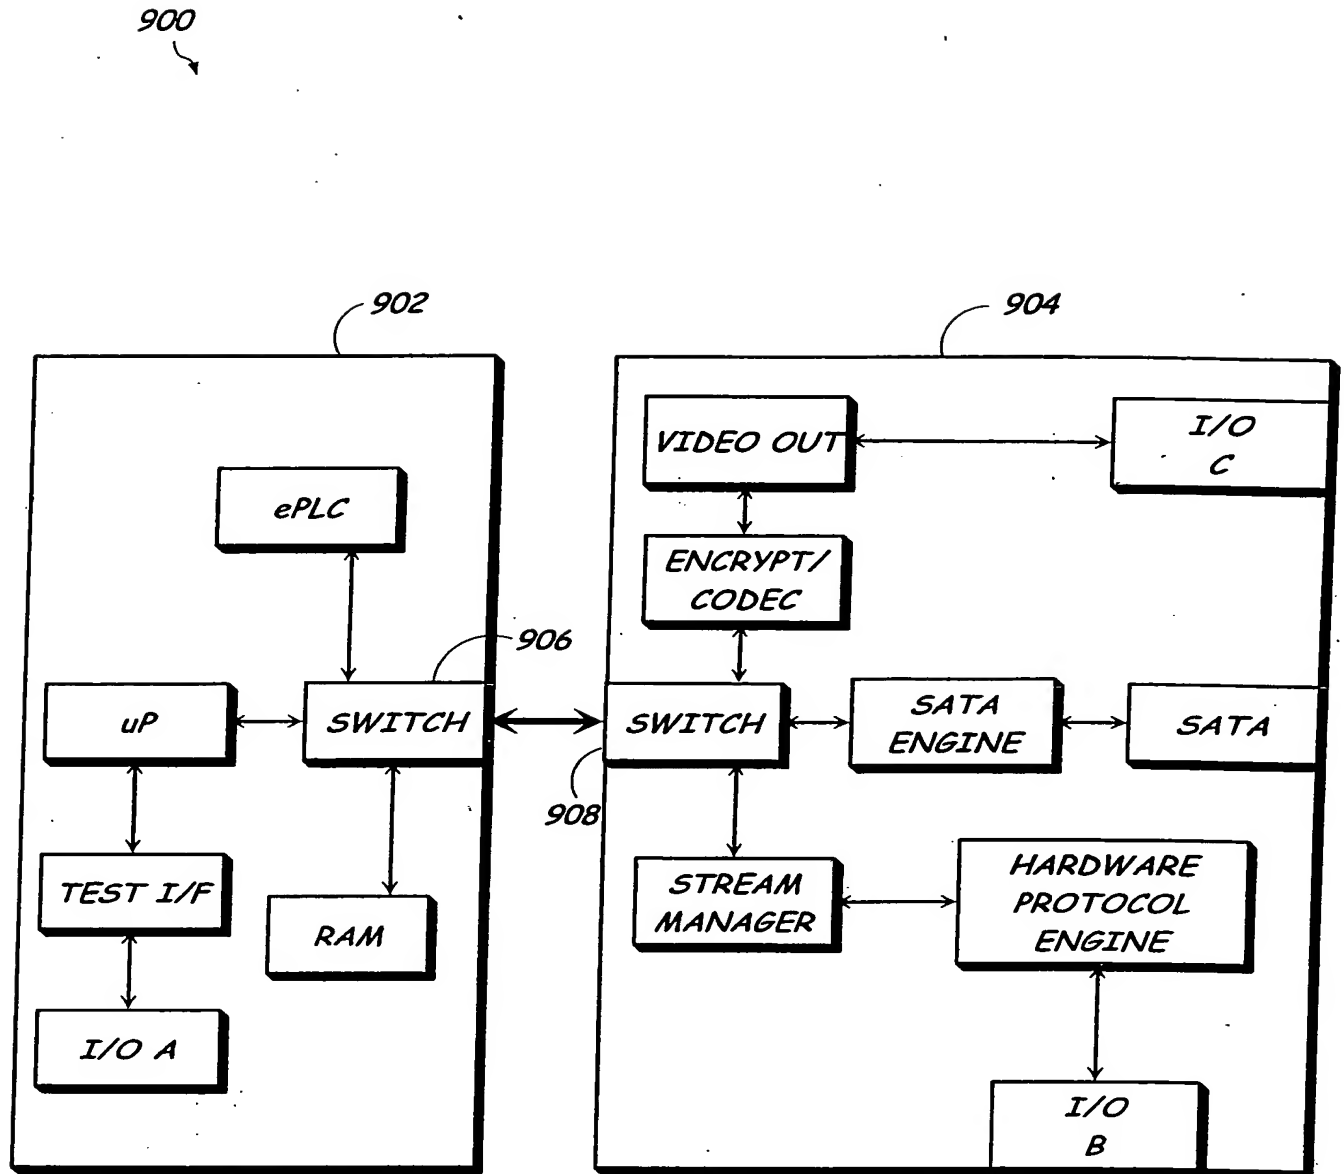 900
902
904
VIDEO OUT
I/O
C
ePLC
ENCRYPT/
CODEC
906
uP
SWITCH
SWITCH
SATA
ENGINE
SATA
908
TEST I/F
RAM
STREAM
MANAGER
HARDWARE
PROTOCOL
ENGINE
I/O A
I/O
B